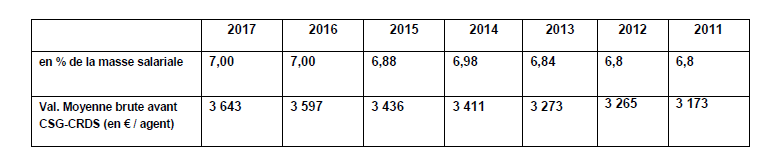 2017 2016 2015 2014 2013 2012 2011
en % de la masse salariale 7,00 7,00 6,88 6,98 6,84 6,8 6,8
Val. Moyenne brute avant 3 643 3 597 3 436 3 411 3 273 3 265 3 173
CSG-CRDS (en € / agent)